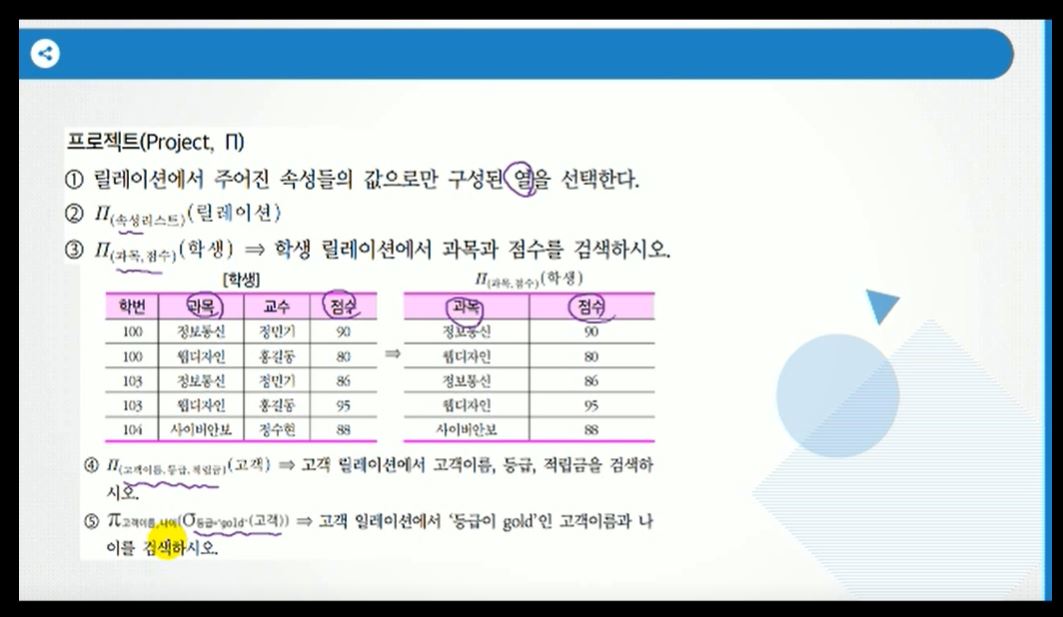 프로젝트(Project, Π)
① 릴레이션에서 주어진 속성들의 값으로만 구성된 열을 선택한다.
② Π(속성리스트)(릴레이션)
③ Π(과목,점수)(학생) ⇒ 학생 릴레이션에서 과목과 점수를 검색하시오.
[학생] Π(과목,점수)(학생)
학번 과목 교수 점수 과목 점수
100 정보통신 정민기 90 정보통신 90
100 웹디자인 홍길동 80 ⇒ 웹디자인 80
103 정보통신 정민기 86 정보통신 86
103 웹디자인 홍길동 95 웹디자인 95
104 사이버안보 정수현 88 사이버안보 88
④ Π(고객이름,등급,적립금)(고객) ⇒ 고객 릴레이션에서 고객이름, 등급, 적립금을 검색하
시오.
⑤ π고객이름,나이(σ등급='gold'(고객)) ⇒ 고객 일레이션에서 '등급이 gold'인 고객이름과 나
이를 검색하시오.